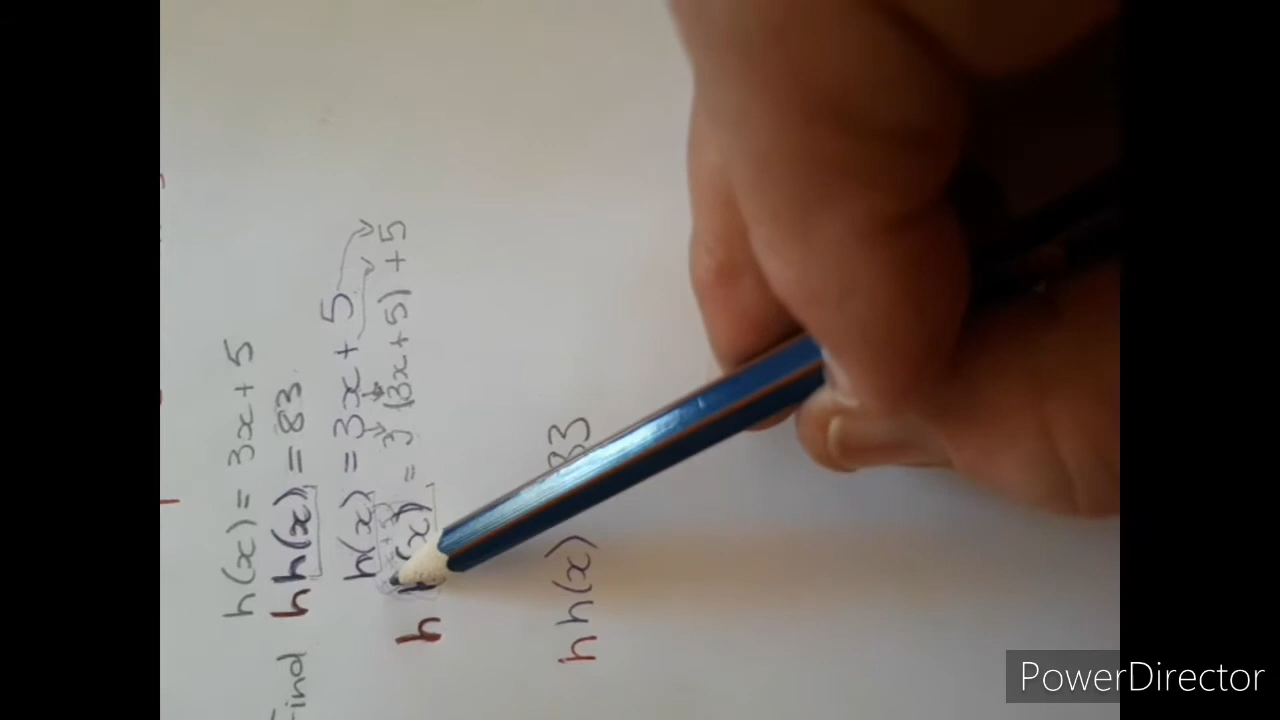 h(x) = 3x + 5
Find hh(x) = 83
h(x) = 3x + 5
h (x) = 3(3x + 5) + 5
hh(x) 83
PowerDirector